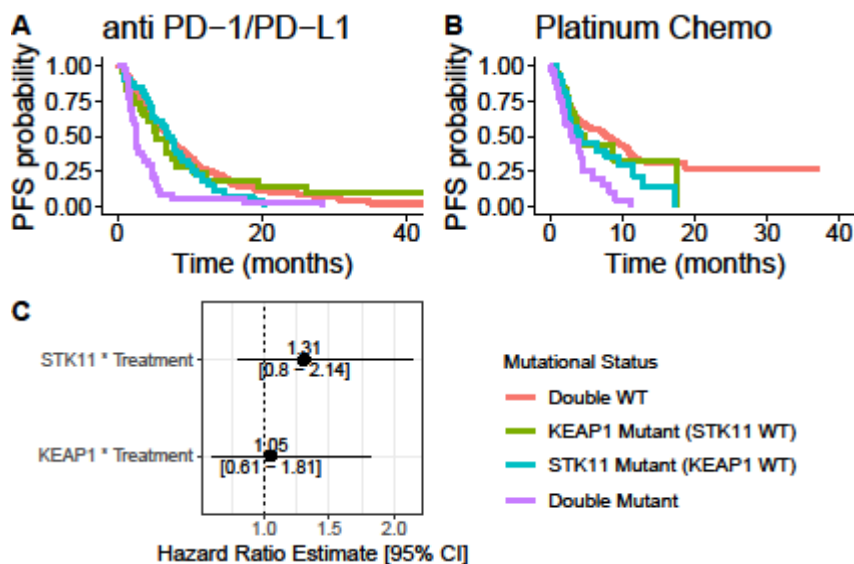 A anti PD−1/PD−L1
PFS probability
1.00
0.75
0.50
0.25
0.00
0 20 40
Time (months)
B Platinum Chemo
PFS probability
1.00
0.75
0.50
0.25
0.00
0 10 20 30 40
Time (months)
C
STK11 * Treatment
1.31
[0.8 − 2.14]
KEAP1 * Treatment
1.05
[0.61 − 1.81]
1.0 1.5 2.0
Hazard Ratio Estimate [95% CI]
Mutational Status
Double WT
KEAP1 Mutant (STK11 WT)
STK11 Mutant (KEAP1 WT)
Double Mutant